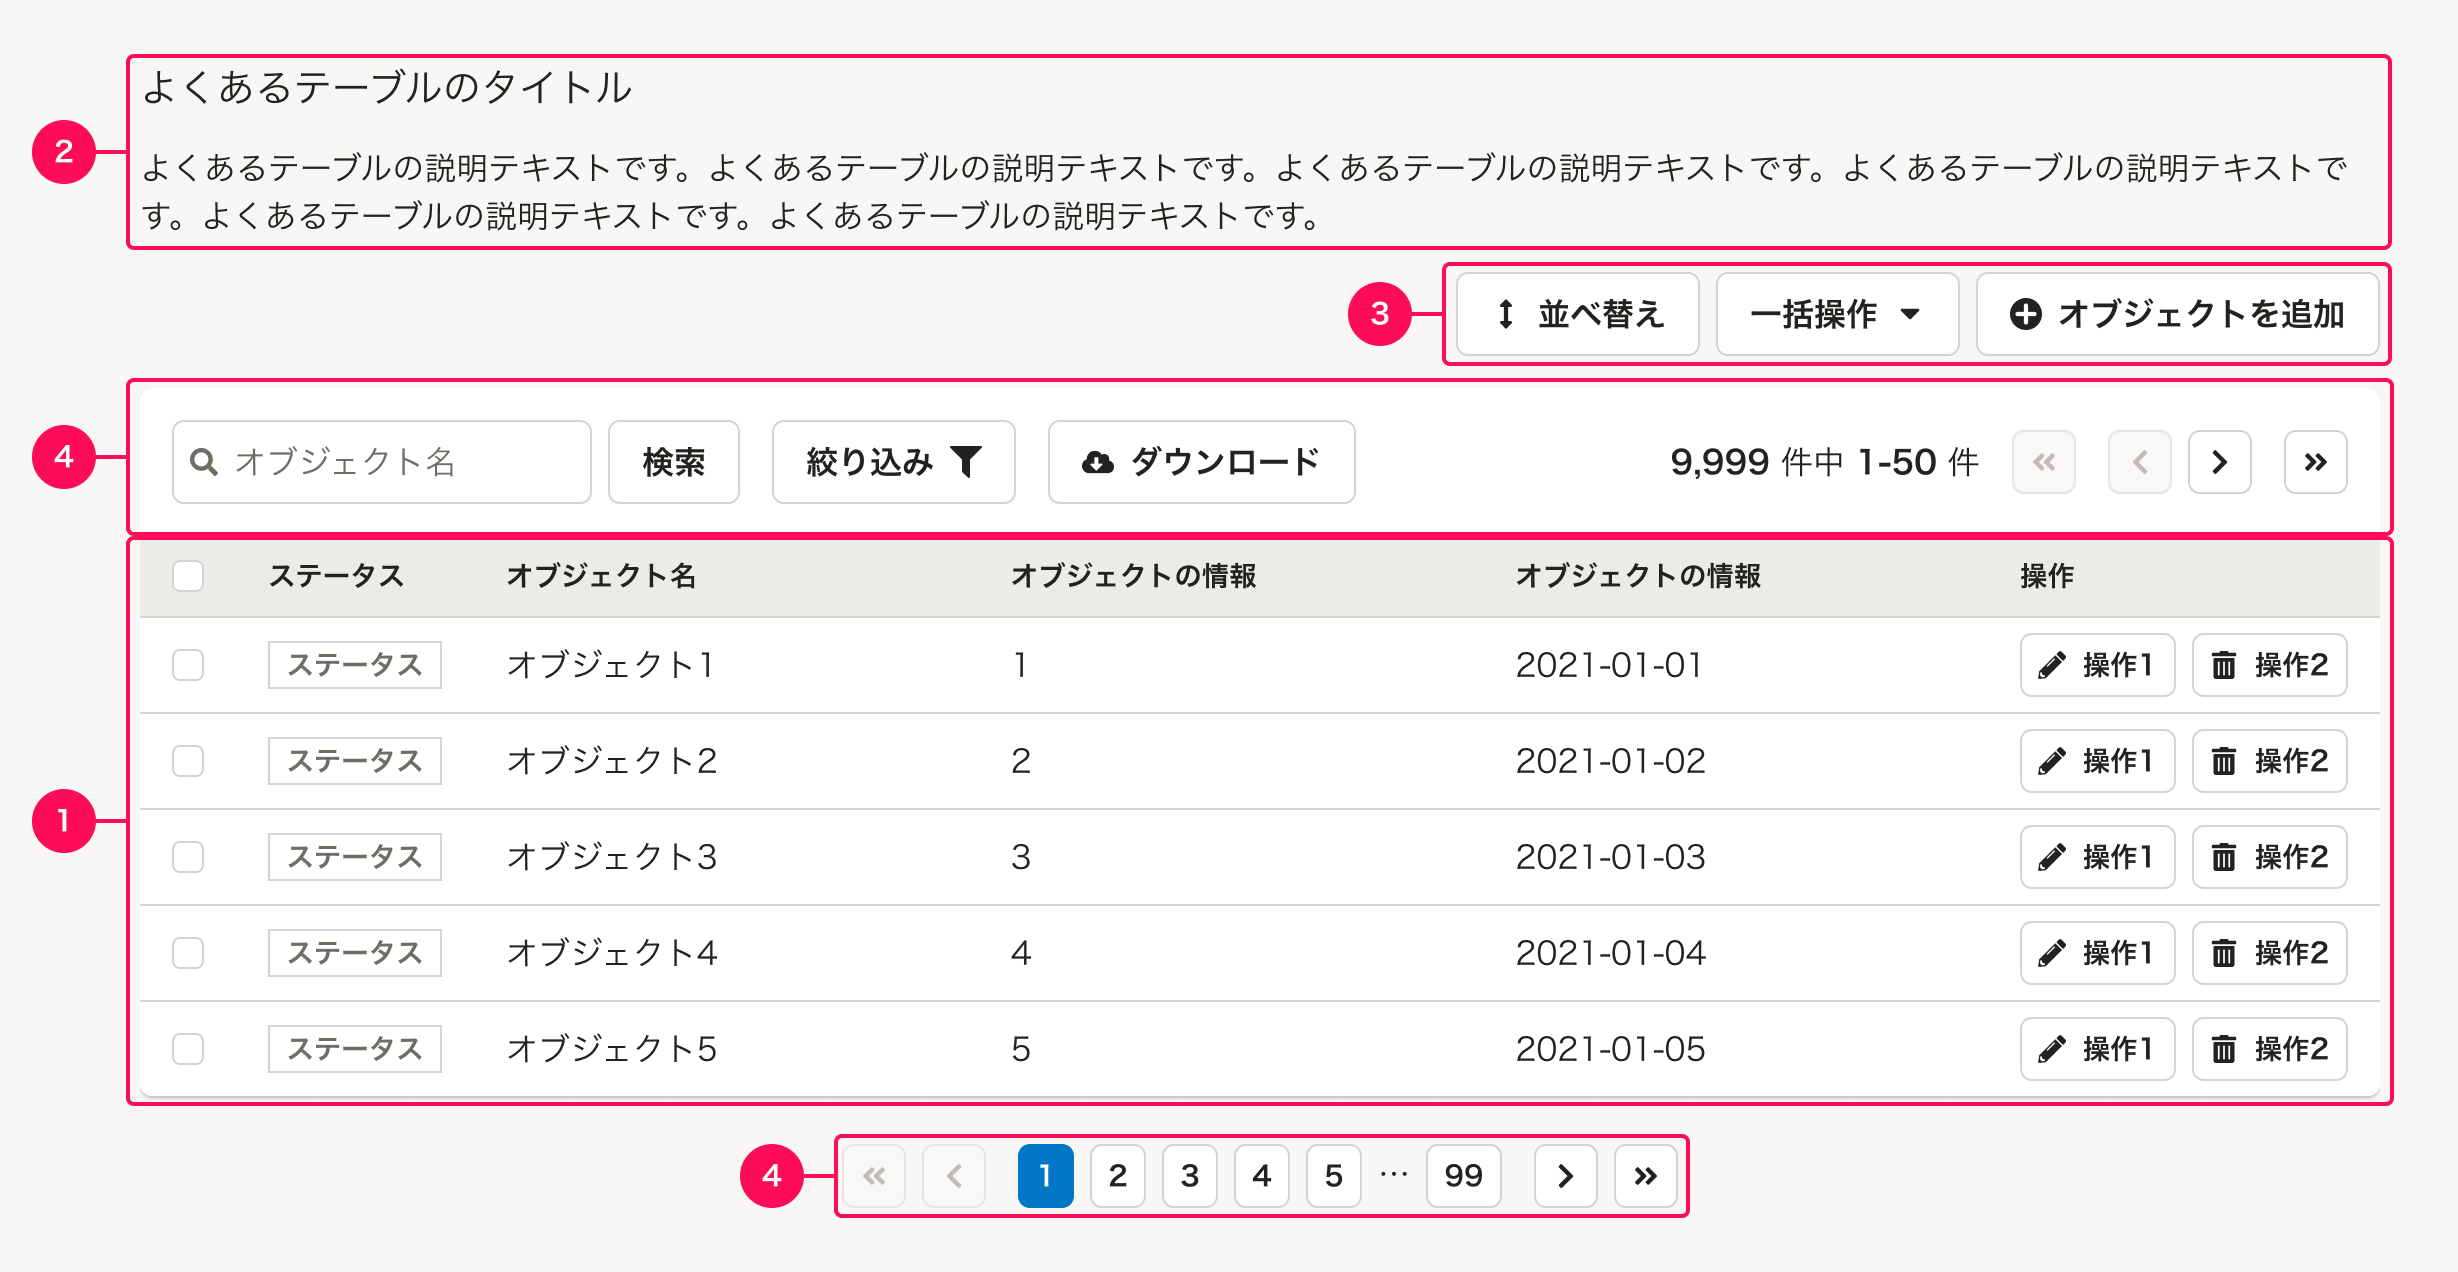 よくあるテーブルのタイトル
2
よくあるテーブルの説明テキストです。よくあるテーブルの説明テキストです。よくあるテーブルの説明テキストです。よくあるテーブルの説明テキストで
す。よくあるテーブルの説明テキストです。よくあるテーブルの説明テキストです。
3 並べ替え 一括操作 オブジェクトを追加
4 オブジェクト名 検索 絞り込み ダウンロード 9,999 件中 1-50 件
ステータス オブジェクト名 オブジェクトの情報 オブジェクトの情報 操作
ステータス オブジェクト1 1 2021-01-01 操作1 操作2
ステータス オブジェクト2 2 2021-01-02 操作1 操作2
1
ステータス オブジェクト3 3 2021-01-03 操作1 操作2
ステータス オブジェクト4 4 2021-01-04 操作1 操作2
ステータス オブジェクト5 5 2021-01-05 操作1 操作2
4 1 2 3 4 5 … 99